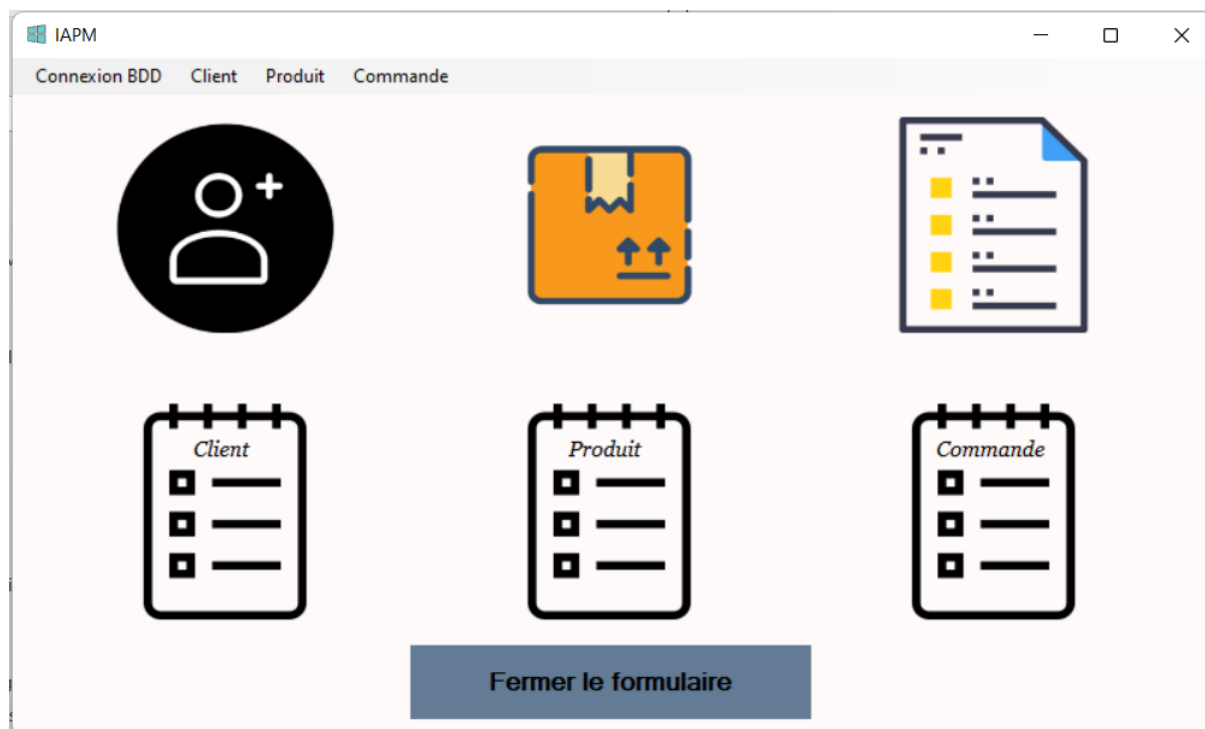 IAPM
Connexion BDD Client Produit Commande
Client Produit Commande
Fermer le formulaire